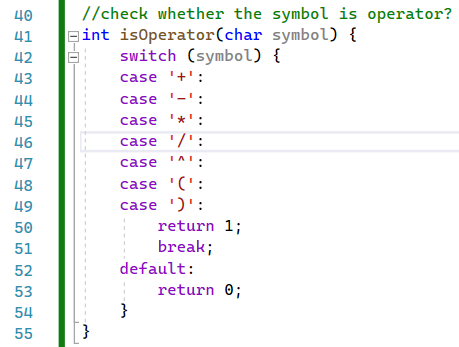 40 //check whether the symbol is operator?
41 int isOperator(char symbol) {
42     switch (symbol) {
43     case '+':
44     case '-':
45     case '*':
46     case '/':
47     case '^':
48     case '(':
49     case ')':
50         return 1;
51         break;
52     default:
53         return 0;
54     }
55 }